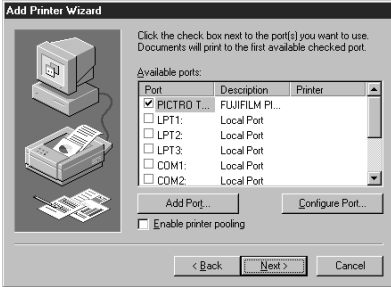 Add Printer Wizard
Click the check box next to the port(s) you want to use.
Documents will print to the first available checked port.
Available ports:
Port Description Printer
PICTRO T... FUJIFILM PI...
LPT1: Local Port
LPT2: Local Port
LPT3: Local Port
COM1: Local Port
COM2: Local Port
Add Port... Configure Port...
Enable printer pooling
< Back Next > Cancel